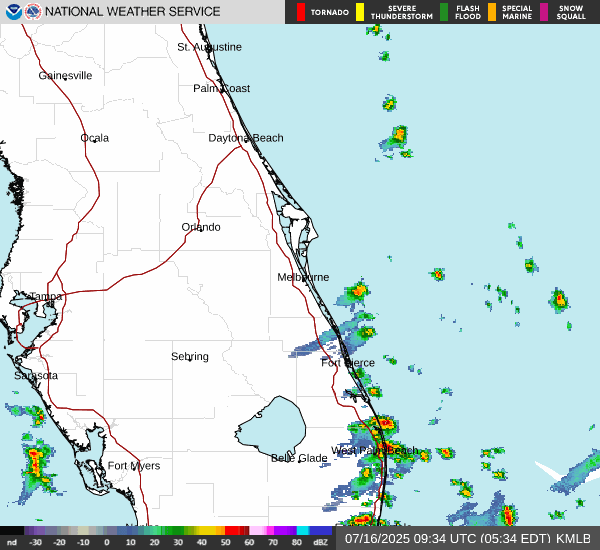 NATIONAL WEATHER SERVICE
TORNADO
SEVERE
THUNDERSTORM
FLASH
FLOOD
SPECIAL
MARINE
SNOW
SQUALL
St. Augustine
Gainesville
Palm Coast
Ocala
Daytona Beach
Orlando
Melbourne
Tampa
Sebring
Fort Pierce
Sarasota
West Palm Beach
Belle Glade
Fort Myers
nd -30 -20 -10 0 10 20 30 40 50 60 70 80 dBZ
07/16/2025 09:34 UTC (05:34 EDT) KMLB